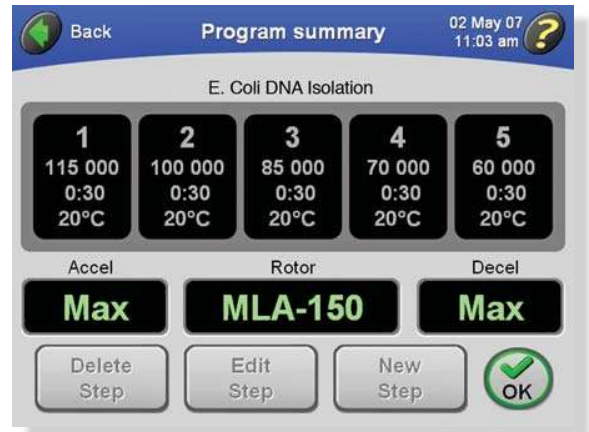 Back
Program summary
02 May 07
11:03 am
?
E. Coli DNA Isolation
1
115 000
0:30
20°C
2
100 000
0:30
20°C
3
85 000
0:30
20°C
4
70 000
0:30
20°C
5
60 000
0:30
20°C
Accel
Max
Rotor
MLA-150
Decel
Max
Delete
Step
Edit
Step
New
Step
OK